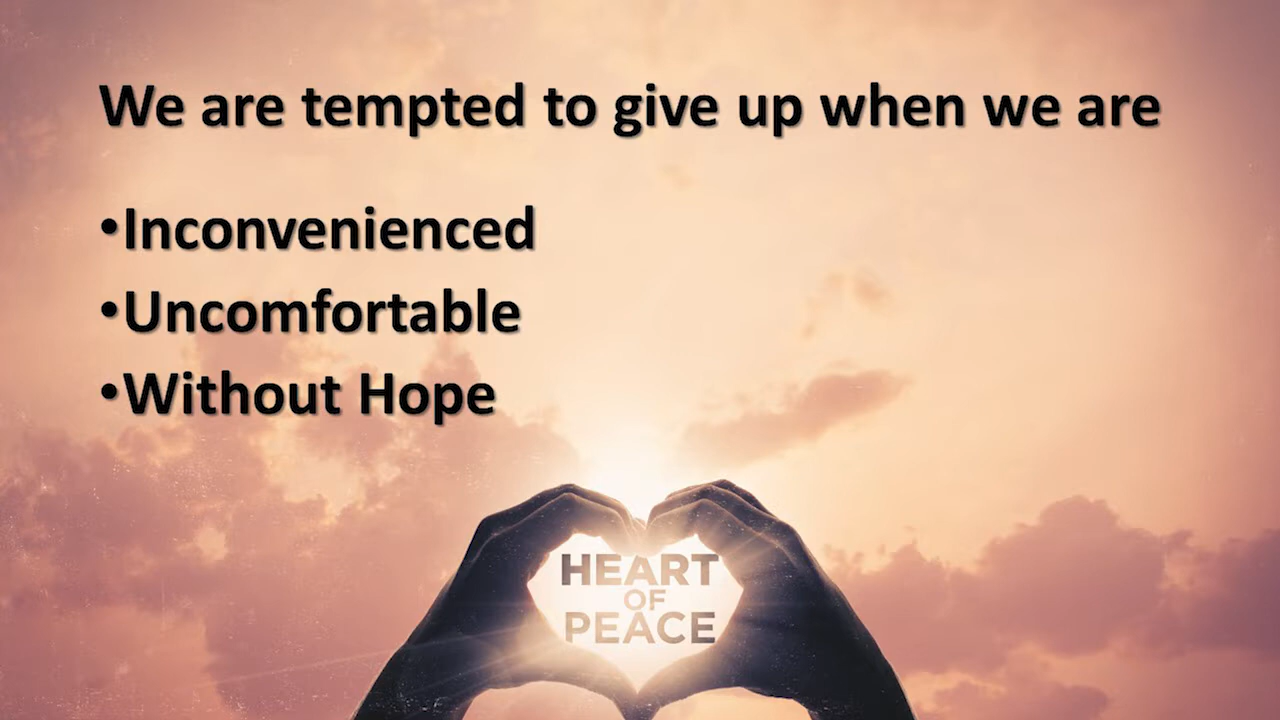 We are tempted to give up when we are
•Inconvenienced
•Uncomfortable
•Without Hope
HEART
OF
PEACE